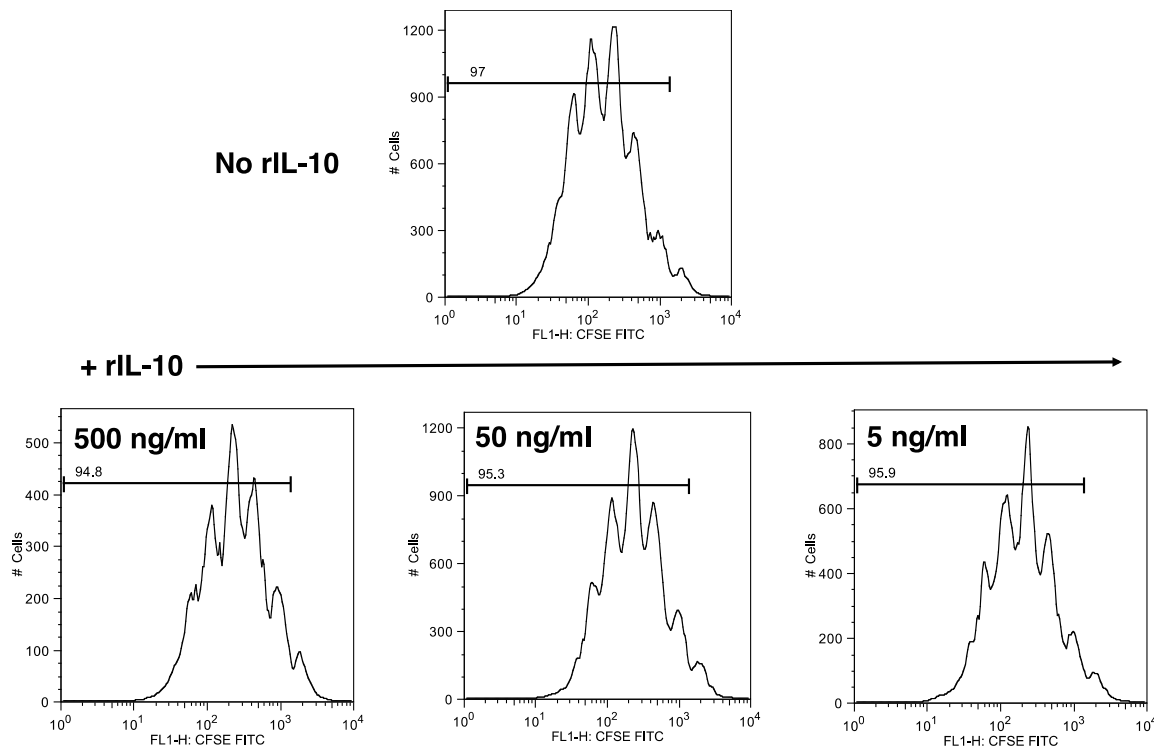 1200
97
900
No rIL-10
# Cells
600
300
0
10^0 10^1 10^2 10^3 10^4
FL1-H: CFSE FITC
+ rIL-10
500 ng/ml
500
94.8
400
# Cells
300
200
100
0
10^0 10^1 10^2 10^3 10^4
FL1-H: CFSE FITC
50 ng/ml
1200
95.3
900
# Cells
600
300
0
10^0 10^1 10^2 10^3 10^4
FL1-H: CFSE FITC
5 ng/ml
800
95.9
600
# Cells
400
200
0
10^0 10^1 10^2 10^3 10^4
FL1-H: CFSE FITC